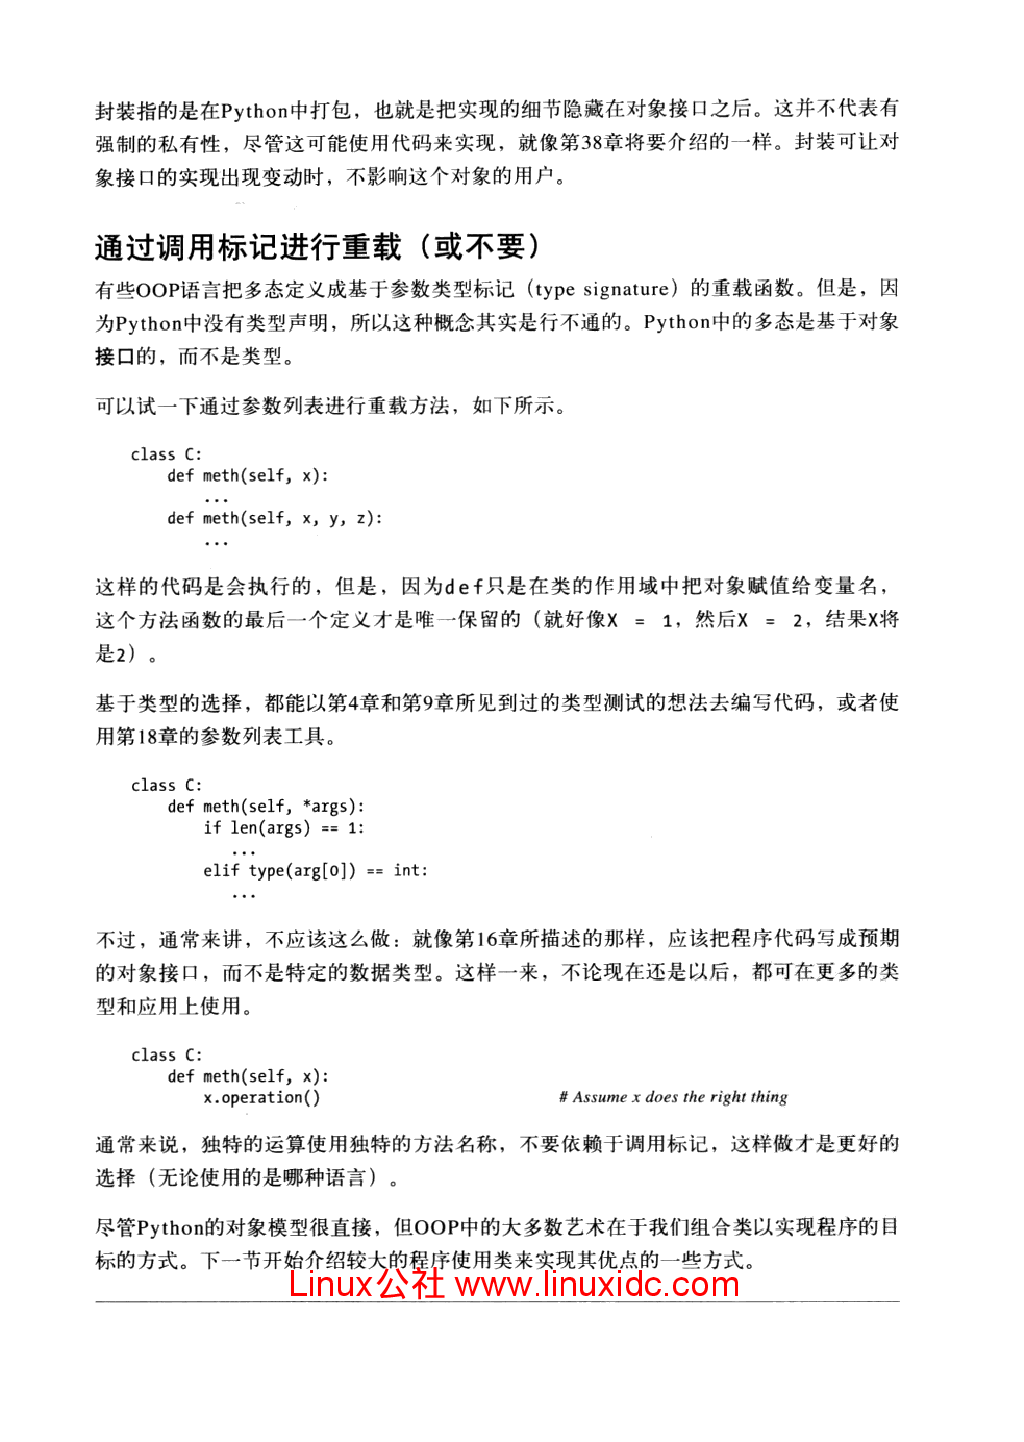 封装指的是在Python中打包，也就是把实现的细节隐藏在对象接口之后。这并不代表有
强制的私有性，尽管这可能使用代码来实现，就像第38章将要介绍的一样。封装可让对
象接口的实现出现变动时，不影响这个对象的用户。
通过调用标记进行重载（或不要）
有些OOP语言把多态定义成基于参数类型标记（type signature）的重载函数。但是，因
为Python中没有类型声明，所以这种概念其实是行不通的。Python中的多态是基于对象
接口的，而不是类型。
可以试一下通过参数列表进行重载方法，如下所示。
class C:
    def meth(self, x):
        ...
    def meth(self, x, y, z):
        ...
这样的代码是会执行的，但是，因为def只是在类的作用域中把对象赋值给变量名，
这个方法函数的最后一个定义才是唯一保留的（就好像X = 1，然后X = 2，结果X将
是2）。
基于类型的选择，都能以第4章和第9章所见到过的类型测试的想法去编写代码，或者使
用第18章的参数列表工具。
class C:
    def meth(self, *args):
        if len(args) == 1:
           ...
        elif type(arg[0]) == int:
           ...
不过，通常来讲，不应该这么做：就像第16章所描述的那样，应该把程序代码写成预期
的对象接口，而不是特定的数据类型。这样一来，不论现在还是以后，都可在更多的类
型和应用上使用。
class C:
    def meth(self, x):
        x.operation() # Assume x does the right thing
通常来说，独特的运算使用独特的方法名称，不要依赖于调用标记，这样做才是更好的
选择（无论使用的是哪种语言）。
尽管Python的对象模型很直接，但OOP中的大多数艺术在于我们组合类以实现程序的目
标的方式。下一节开始介绍较大的程序使用类来实现其优点的一些方式。
Linux公社 www.linuxidc.com